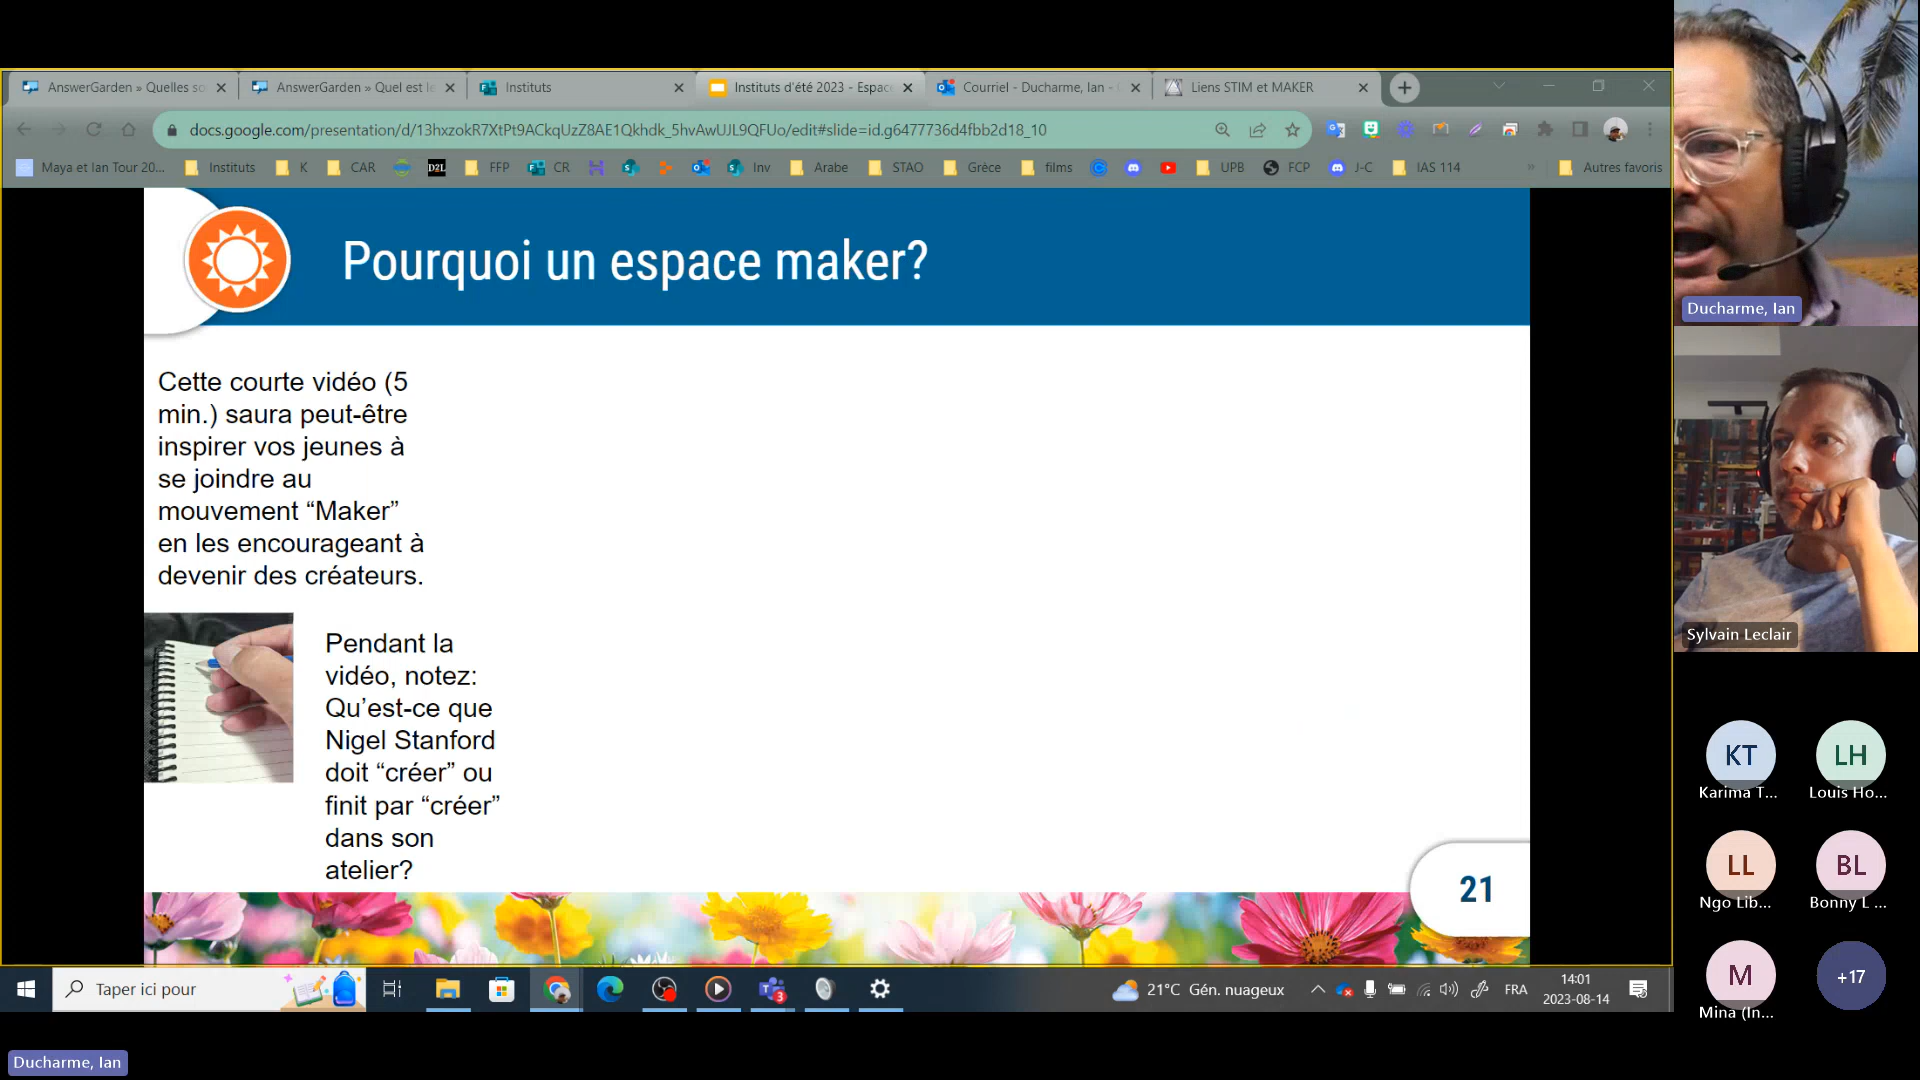 AnswerGarden » Quelles so
AnswerGarden » Quel est le
Instituts
Instituts d'été 2023 - Espac
Courriel - Ducharme, Ian -
Liens STIM et MAKER
docs.google.com/presentation/d/13hxzokR7XtPt9ACkqUzZ8AE1Qkhdk_5hvAwUJL9QFUo/edit#slide=id.g6477736d4fbb2d18_10
Maya et Ian Tour 20...
Instituts
K
CAR
D2L
FFP
CR
Inv
Arabe
STAO
Grèce
films
UPB
FCP
J-C
IAS 114
»
Autres favoris
Pourquoi un espace maker?
Cette courte vidéo (5
min.) saura peut-être
inspirer vos jeunes à
se joindre au
mouvement “Maker”
en les encourageant à
devenir des créateurs.
Pendant la
vidéo, notez:
Qu’est-ce que
Nigel Stanford
doit “créer” ou
finit par “créer”
dans son
atelier?
21
Taper ici pour
3
21°C Gén. nuageux
FRA
14:01
2023-08-14
Ducharme, Ian
Sylvain Leclair
KT
Karima T...
LH
Louis Ho...
LL
Ngo Lib...
BL
Bonny L ...
M
Mina (In...
+17
Ducharme, Ian